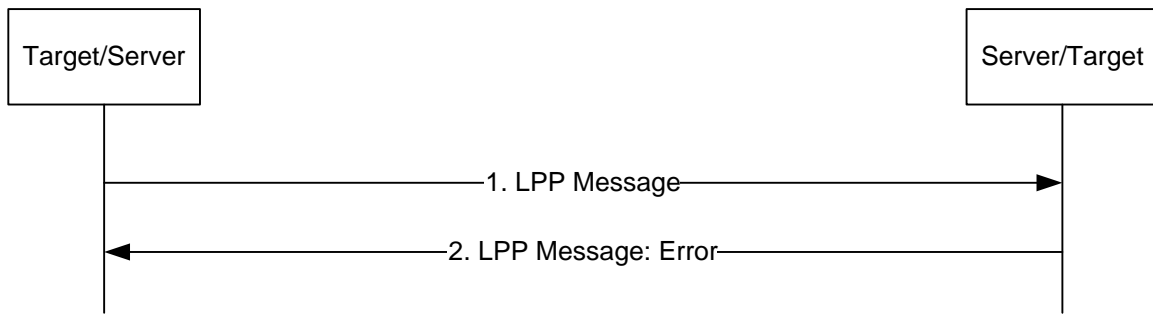 Target/Server
Server/Target
1. LPP Message
2. LPP Message: Error